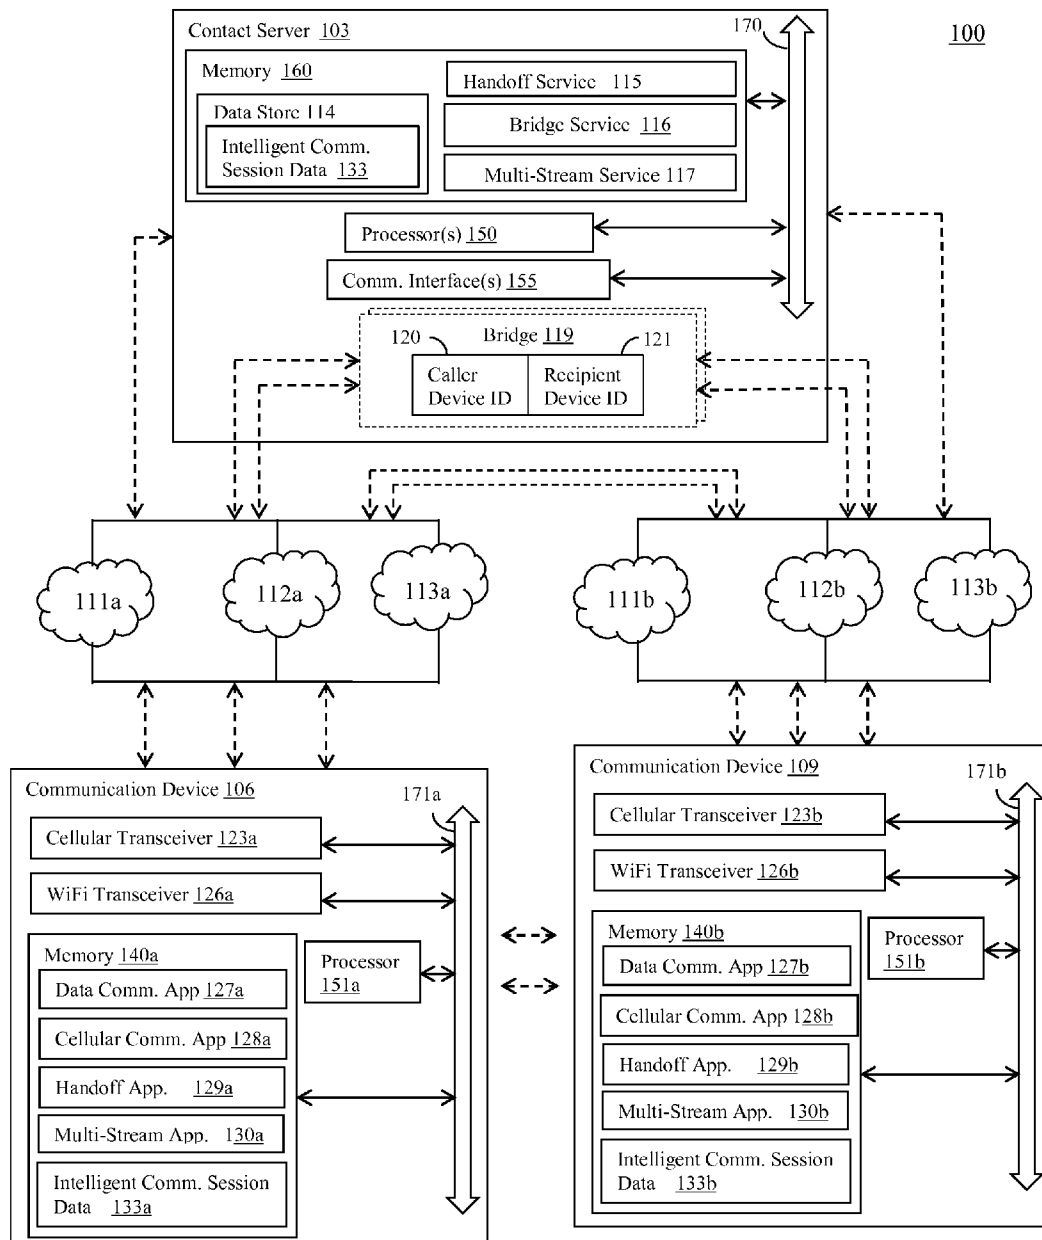 Contact Server 103
170
100
Memory 160
Data Store 114
Intelligent Comm.
Session Data 133
Handoff Service 115
Bridge Service 116
Multi-Stream Service 117
Processor(s) 150
Comm. Interface(s) 155
120
Bridge 119
121
Caller
Device ID
Recipient
Device ID
111a
112a
113a
111b
112b
113b
Communication Device 106
171a
Cellular Transceiver 123a
WiFi Transceiver 126a
Memory 140a
Data Comm. App 127a
Cellular Comm. App 128a
Handoff App. 129a
Multi-Stream App. 130a
Intelligent Comm. Session
Data 133a
Processor
151a
Communication Device 109
171b
Cellular Transceiver 123b
WiFi Transceiver 126b
Memory 140b
Data Comm. App 127b
Cellular Comm. App 128b
Handoff App. 129b
Multi-Stream App. 130b
Intelligent Comm. Session
Data 133b
Processor
151b